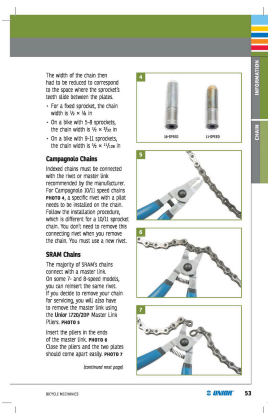 The width of the chain then
had to be reduced to correspond
to the space where the sprocket's
teeth slide between the plates.
• For a fixed sprocket, the chain
width is ½ × ⅛ in
• On a bike with 5-8 sprockets,
the chain width is ½ × 3/32 in
• On a bike with 9-11 sprockets,
the chain width is ½ × 11/128 in
Campagnolo Chains
Indexed chains must be connected
with the rivet or master link
recommended by the manufacturer.
For Campagnolo 10/11 speed chains
PHOTO 4, a specific rivet with a pilot
needs to be installed on the chain.
Follow the installation procedure,
which is different for a 10/11 sprocket
chain. You don't need to remove this
connecting rivet when you remove
the chain. You must use a new rivet.
SRAM Chains
The majority of SRAM's chains
connect with a master link.
On some 7- and 8-speed models,
you can reinsert the same rivet.
If you decide to remove your chain
for servicing, you will also have
to remove the master link using
the Unior 1720/2DP Master Link
Pliers. PHOTO 5
Insert the pliers in the ends
of the master link. PHOTO 6
Close the pliers and the two plates
should come apart easily. PHOTO 7
(continued next page)
4
10-SPEED
11-SPEED
5
6
7
INFORMATION
CHAIN
BICYCLE MECHANICS
UNIOR
53